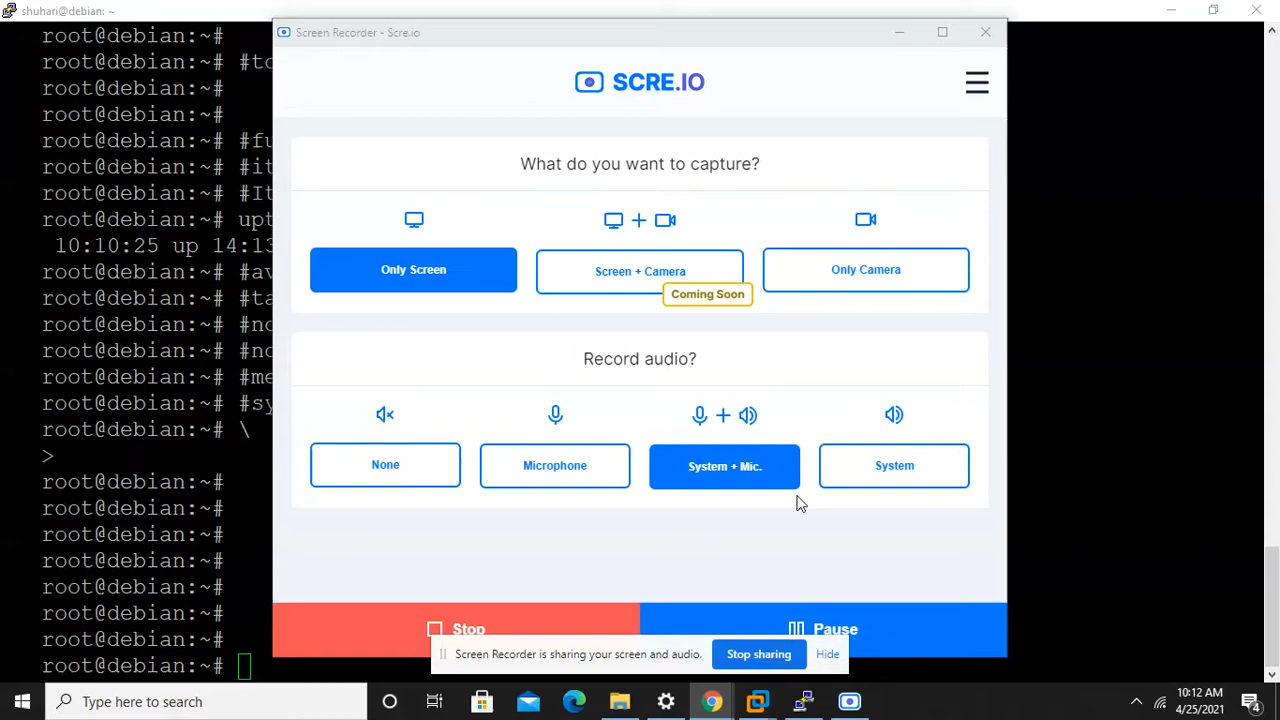 shuhari@debian: ~
root@debian:~#
Screen Recorder - Scre.io
root@debian:~# #to
root@debian:~#
SCRE.IO
root@debian:~#
root@debian:~# #fu
What do you want to capture?
root@debian:~# #it
root@debian:~# #It
root@debian:~# upt
10:10:25 up 14:13
Only Screen
Screen + Camera
Only Camera
Coming Soon
root@debian:~# #av
root@debian:~# #ta
root@debian:~# #no
root@debian:~# #no
Record audio?
root@debian:~# #me
root@debian:~# #sy
root@debian:~# \
>
None
Microphone
System + Mic.
System
root@debian:~#
root@debian:~#
root@debian:~#
root@debian:~#
root@debian:~#
root@debian:~#
root@debian:~#
Stop
Pause
root@debian:~#
Screen Recorder is sharing your screen and audio.
Stop sharing
Hide
Type here to search
10:12 AM
4/25/2021
4